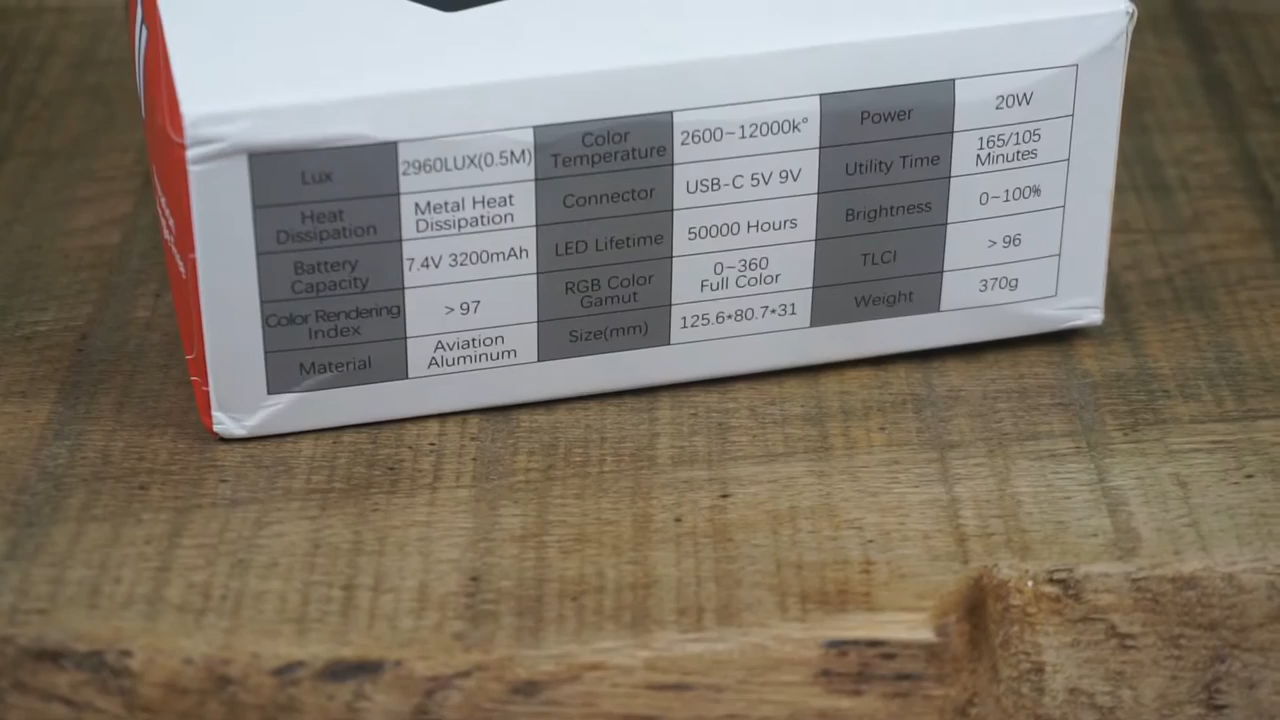 Lux
2960LUX(0.5M)
Color
Temperature
2600-12000k°
Power
20W
Heat
Dissipation
Metal Heat
Dissipation
Connector
USB-C 5V 9V
Utility Time
165/105
Minutes
Battery
Capacity
7.4V 3200mAh
LED Lifetime
50000 Hours
Brightness
0-100%
Color Rendering
Index
>97
RGB Color
Gamut
0-360
Full Color
TLCI
>96
Material
Aviation
Aluminum
Size(mm)
125.6*80.7*31
Weight
370g